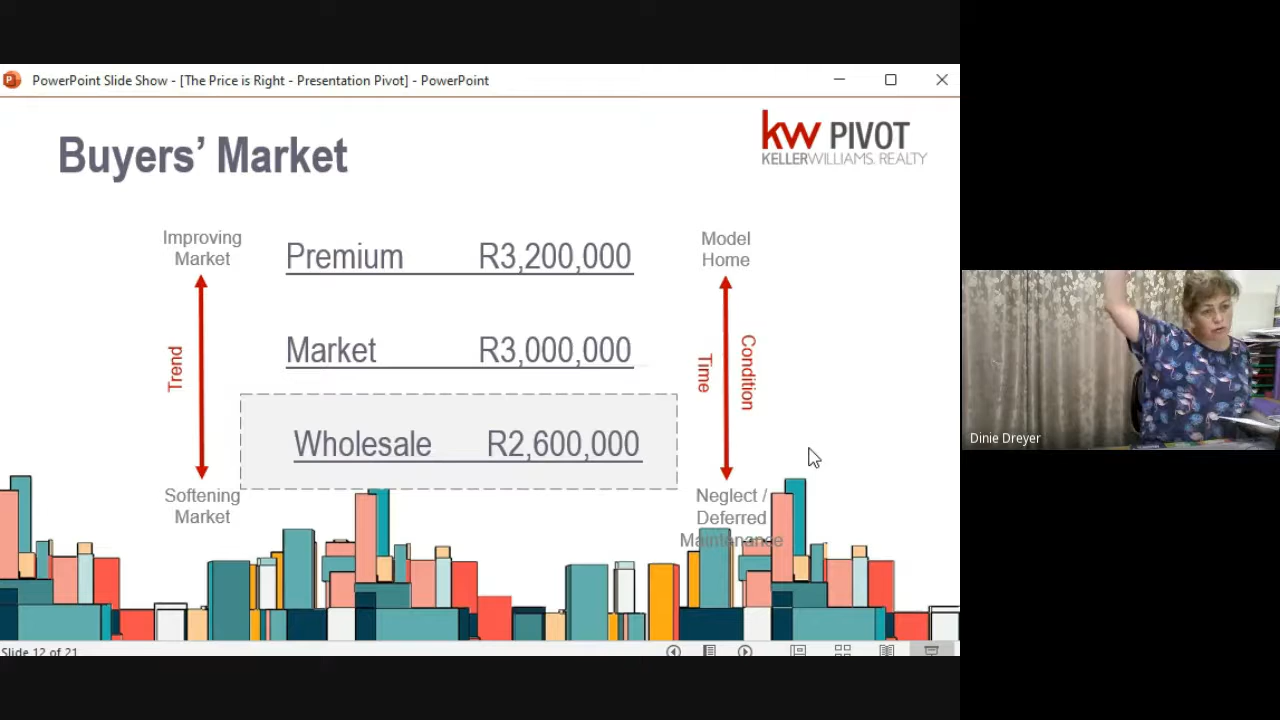 PowerPoint Slide Show - [The Price is Right - Presentation Pivot] - PowerPoint
kw PIVOT
KELLERWILLIAMS. REALTY
Buyers’ Market
Improving
Market
Premium R3,200,000
Model
Home
Trend
Market R3,000,000
Time
Condition
Wholesale R2,600,000
Softening
Market
Neglect /
Deferred
Maintenance
Slide 12 of 21
Dinie Dreyer